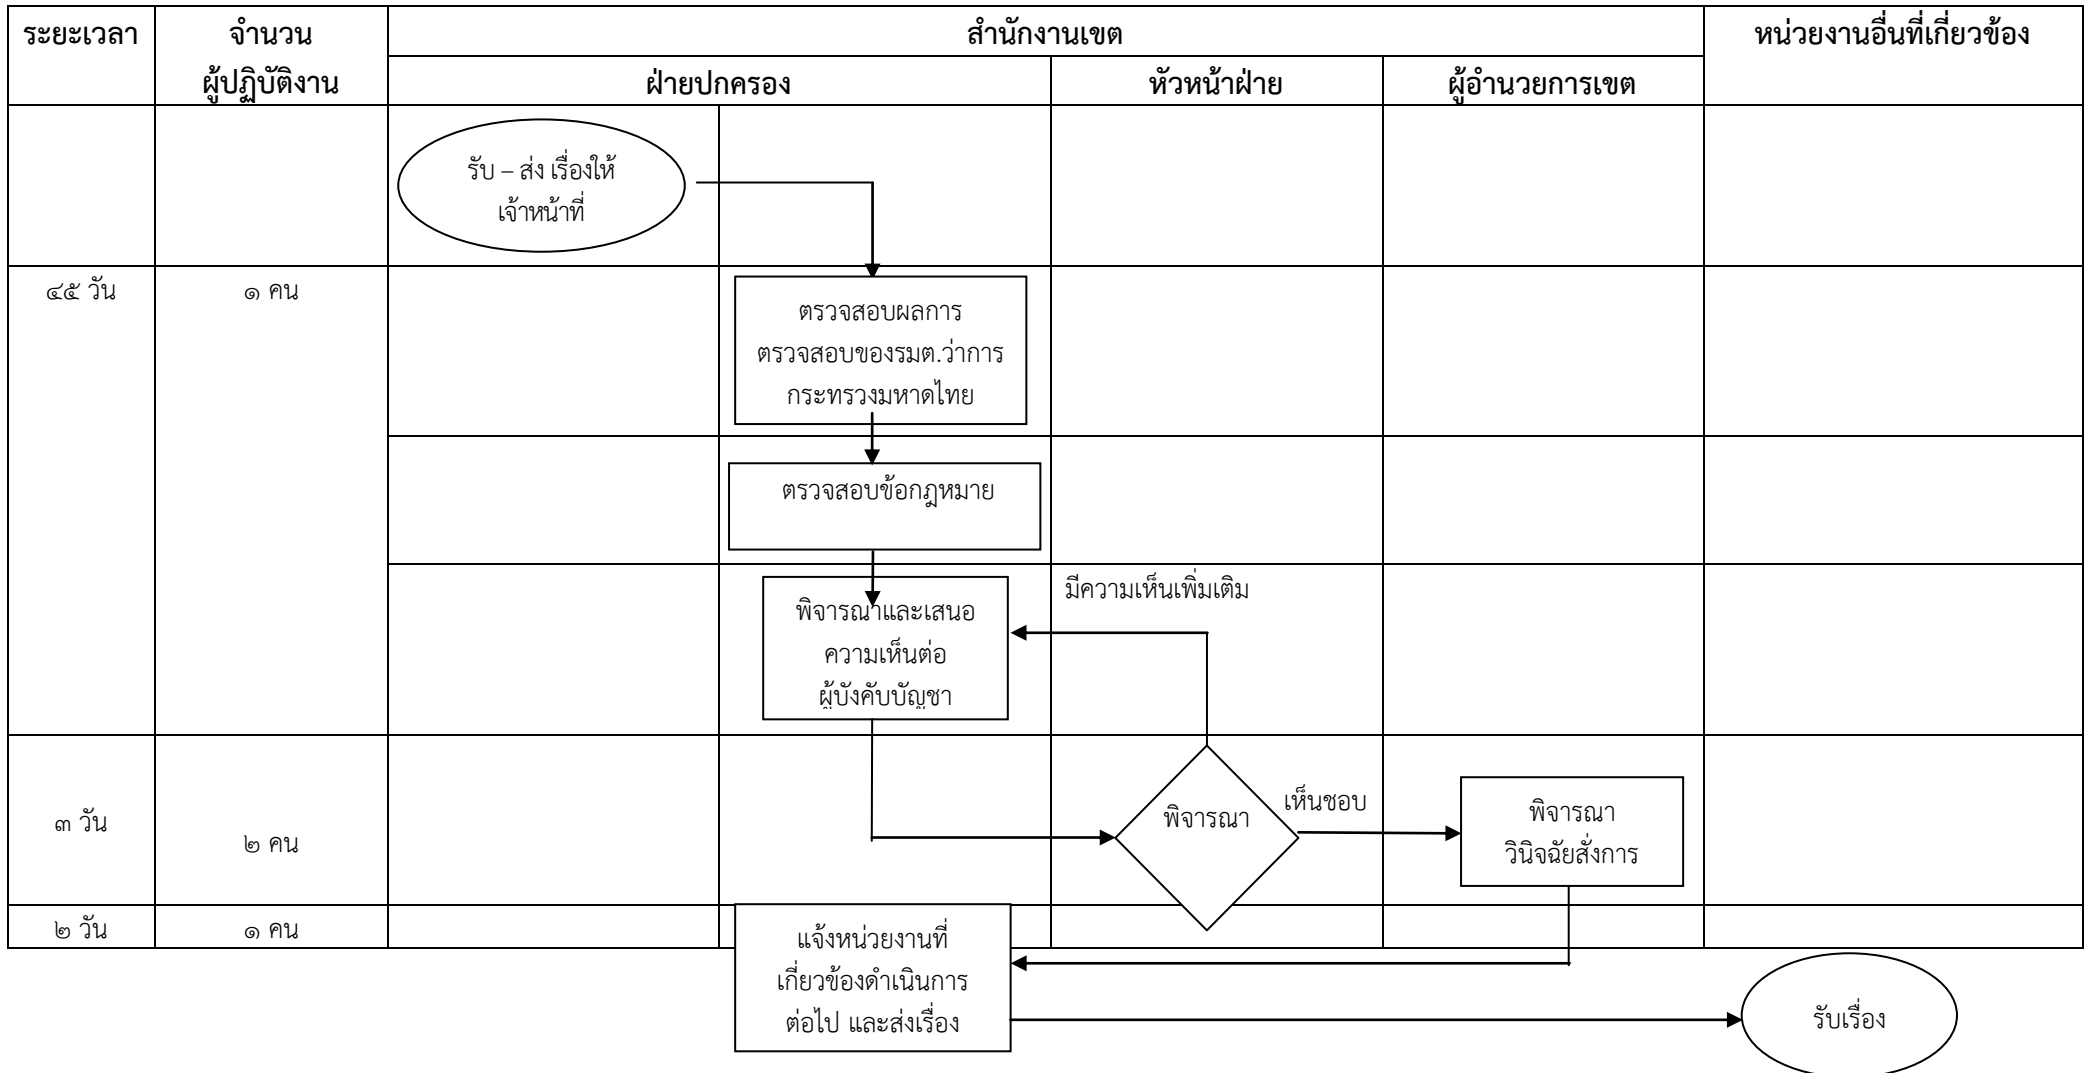 ระยะเวลา
จำนวน
ผู้ปฏิบัติงาน
สำนักงานเขต
หน่วยงานอื่นที่เกี่ยวข้อง
ฝ่ายปกครอง
หัวหน้าฝ่าย
ผู้อำนวยการเขต
รับ – ส่ง เรื่องให้
เจ้าหน้าที่
๔๕ วัน
๑ คน
ตรวจสอบผลการ
ตรวจสอบของรมต.ว่าการ
กระทรวงมหาดไทย
ตรวจสอบข้อกฎหมาย
พิจารณาและเสนอ
ความเห็นต่อ
ผู้บังคับบัญชา
มีความเห็นเพิ่มเติม
๓ วัน
๒ คน
พิจารณา
เห็นชอบ
พิจารณา
วินิจฉัยสั่งการ
๒ วัน
๑ คน
แจ้งหน่วยงานที่
เกี่ยวข้องดำเนินการ
ต่อไป และส่งเรื่อง
รับเรื่อง